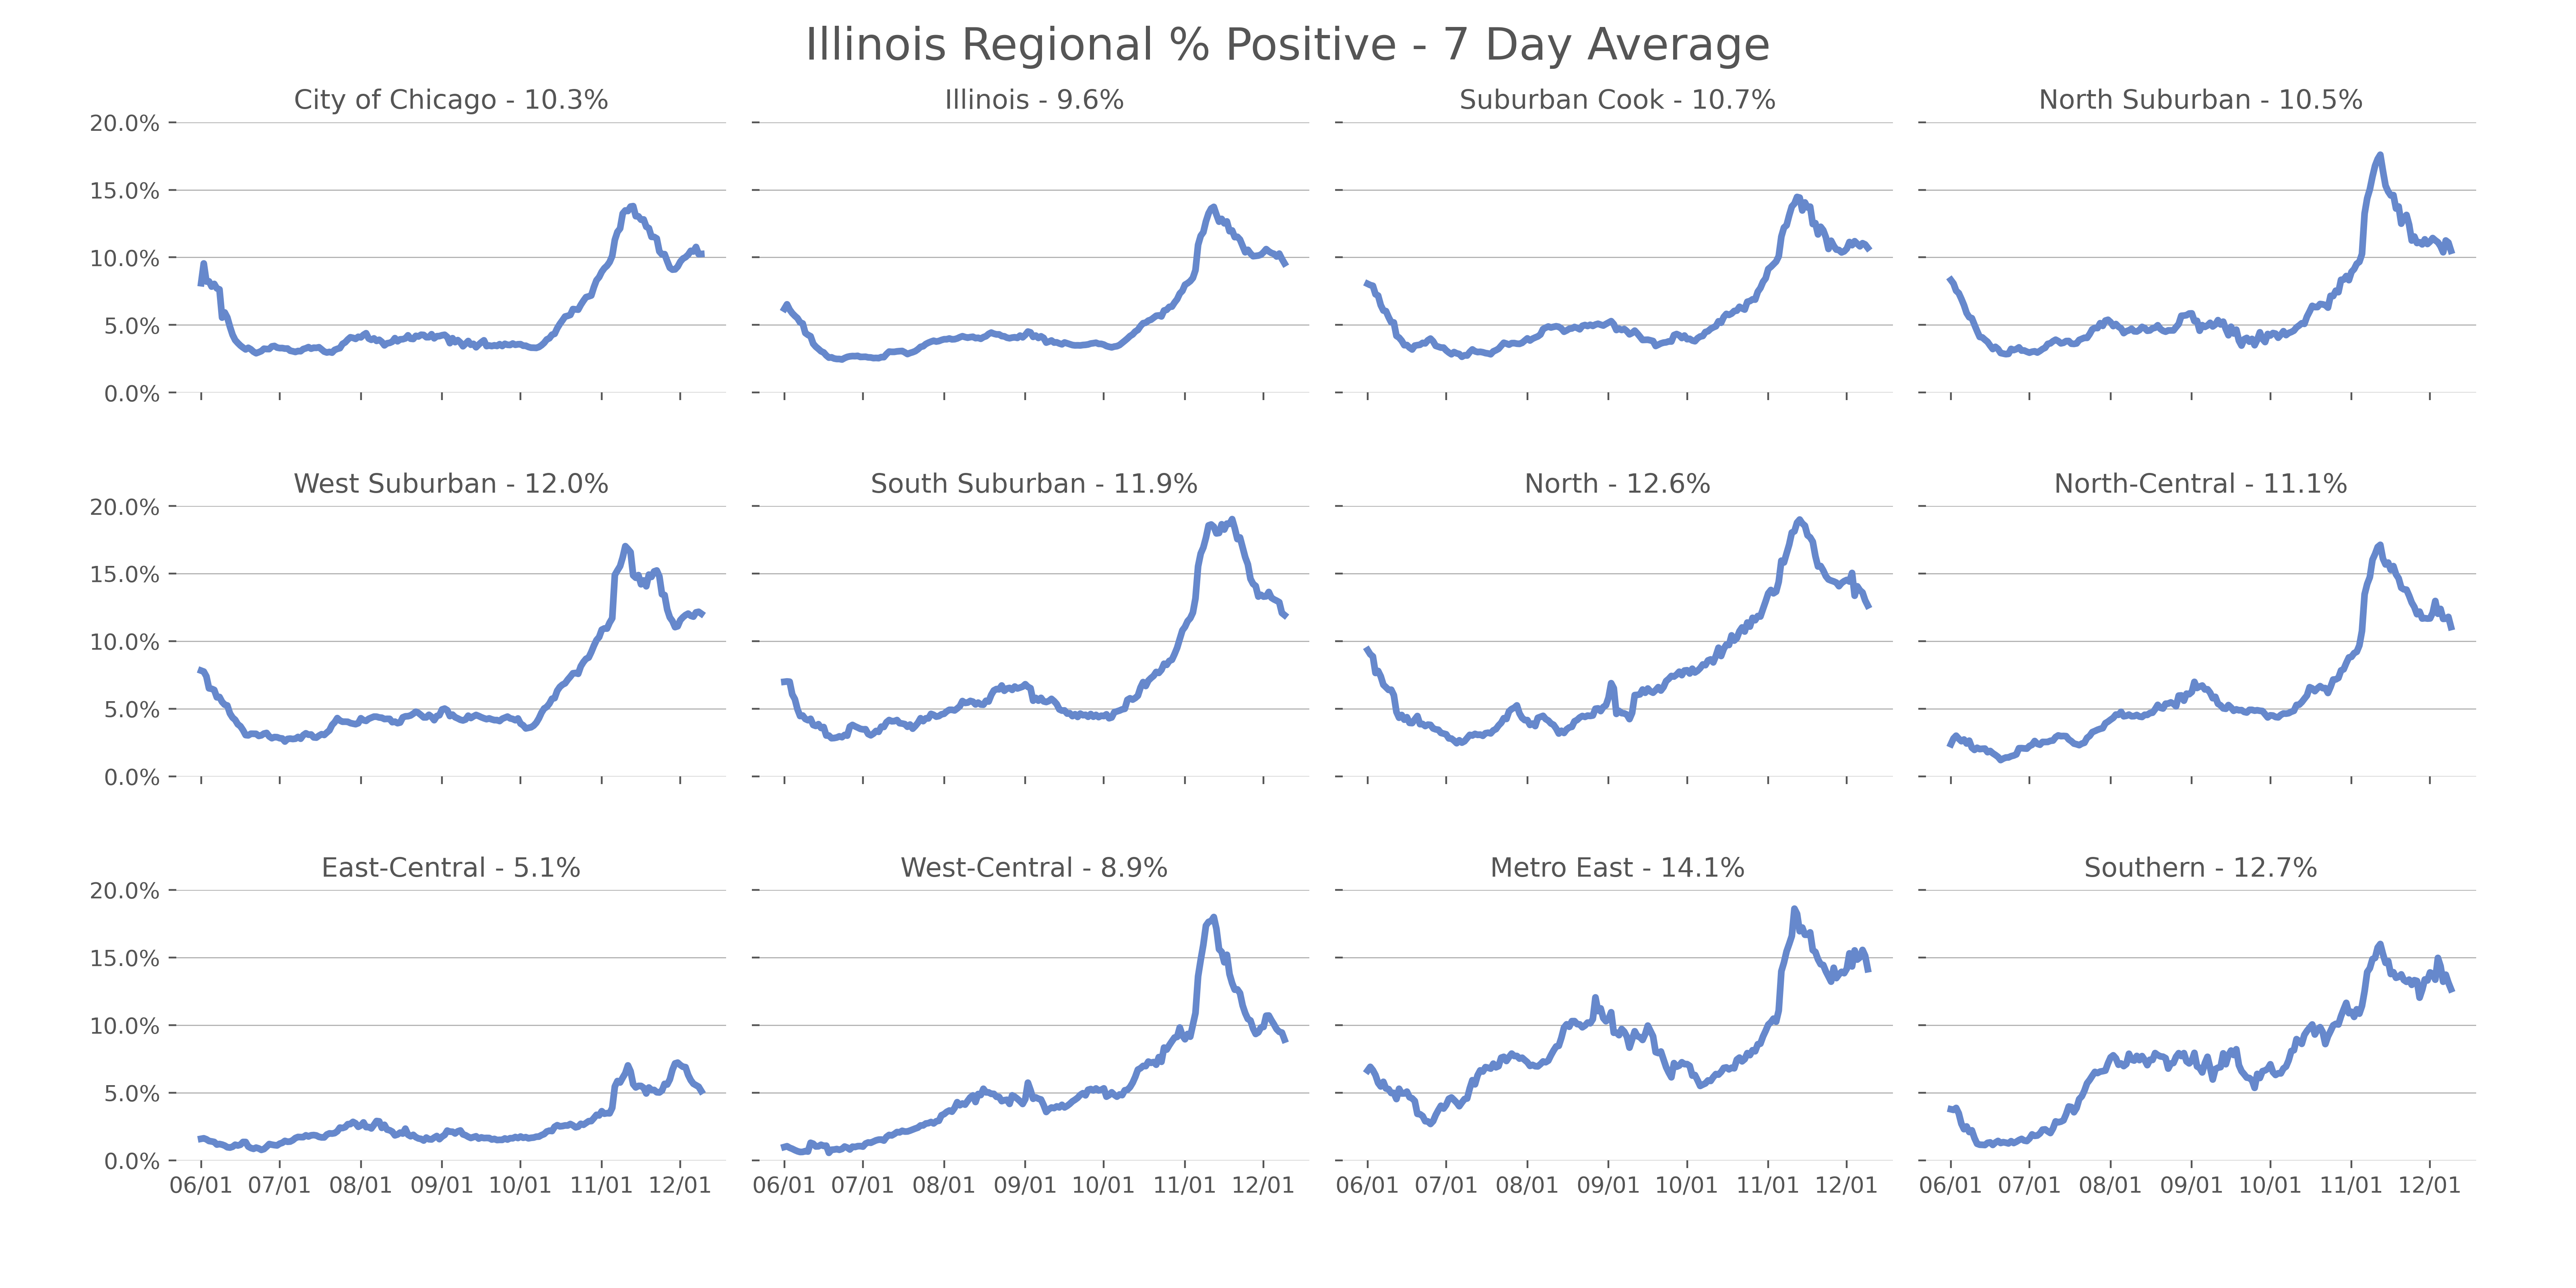 Illinois Regional % Positive - 7 Day Average
City of Chicago - 10.3%
Illinois - 9.6%
Suburban Cook - 10.7%
North Suburban - 10.5%
20.0%
15.0%
10.0%
5.0%
0.0%
West Suburban - 12.0%
South Suburban - 11.9%
North - 12.6%
North-Central - 11.1%
20.0%
15.0%
10.0%
5.0%
0.0%
East-Central - 5.1%
West-Central - 8.9%
Metro East - 14.1%
Southern - 12.7%
20.0%
15.0%
10.0%
5.0%
0.0%
06/01 07/01 08/01 09/01 10/01 11/01 12/01
06/01 07/01 08/01 09/01 10/01 11/01 12/01
06/01 07/01 08/01 09/01 10/01 11/01 12/01
06/01 07/01 08/01 09/01 10/01 11/01 12/01